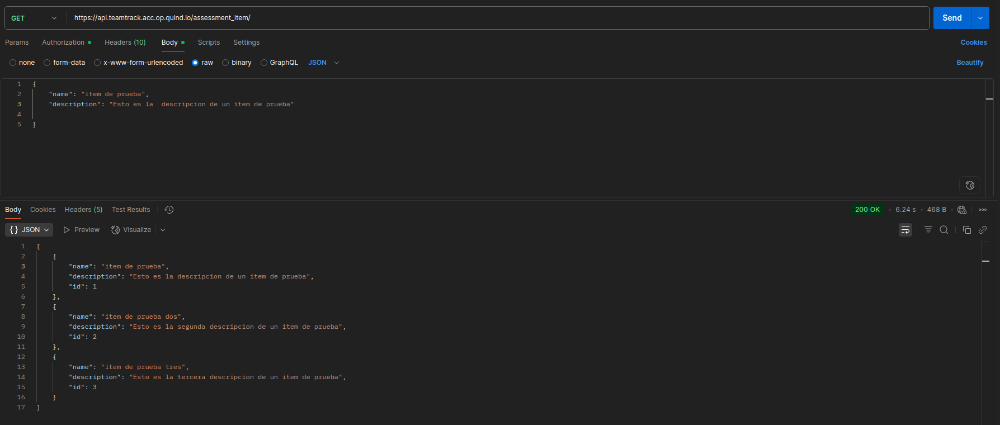 GET https://api.teamtrack.acc.op.quind.io/assessment_item/ Send
Params Authorization Headers (10) Body Scripts Settings Cookies
none form-data x-www-form-urlencoded raw binary GraphQL JSON Beautify
1 {
2 "name": "item de prueba",
3 "description": "Esto es la  descripcion de un item de prueba"
4
5 }
Body Cookies Headers (5) Test Results 200 OK • 6.24 s • 468 B
{} JSON Preview Visualize
1 [
2 {
3 "name": "item de prueba",
4 "description": "Esto es la descripcion de un item de prueba",
5 "id": 1
6 },
7 {
8 "name": "item de prueba dos",
9 "description": "Esto es la segunda descripcion de un item de prueba",
10 "id": 2
11 },
12 {
13 "name": "item de prueba tres",
14 "description": "Esto es la tercera descripcion de un item de prueba",
15 "id": 3
16 }
17 ]